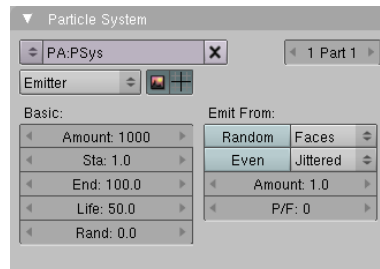 Particle System
PA:PSys
1 Part 1
Emitter
Basic:
Amount: 1000
Sta: 1.0
End: 100.0
Life: 50.0
Rand: 0.0
Emit From:
Random
Faces
Even
Jittered
Amount: 1.0
P/F: 0